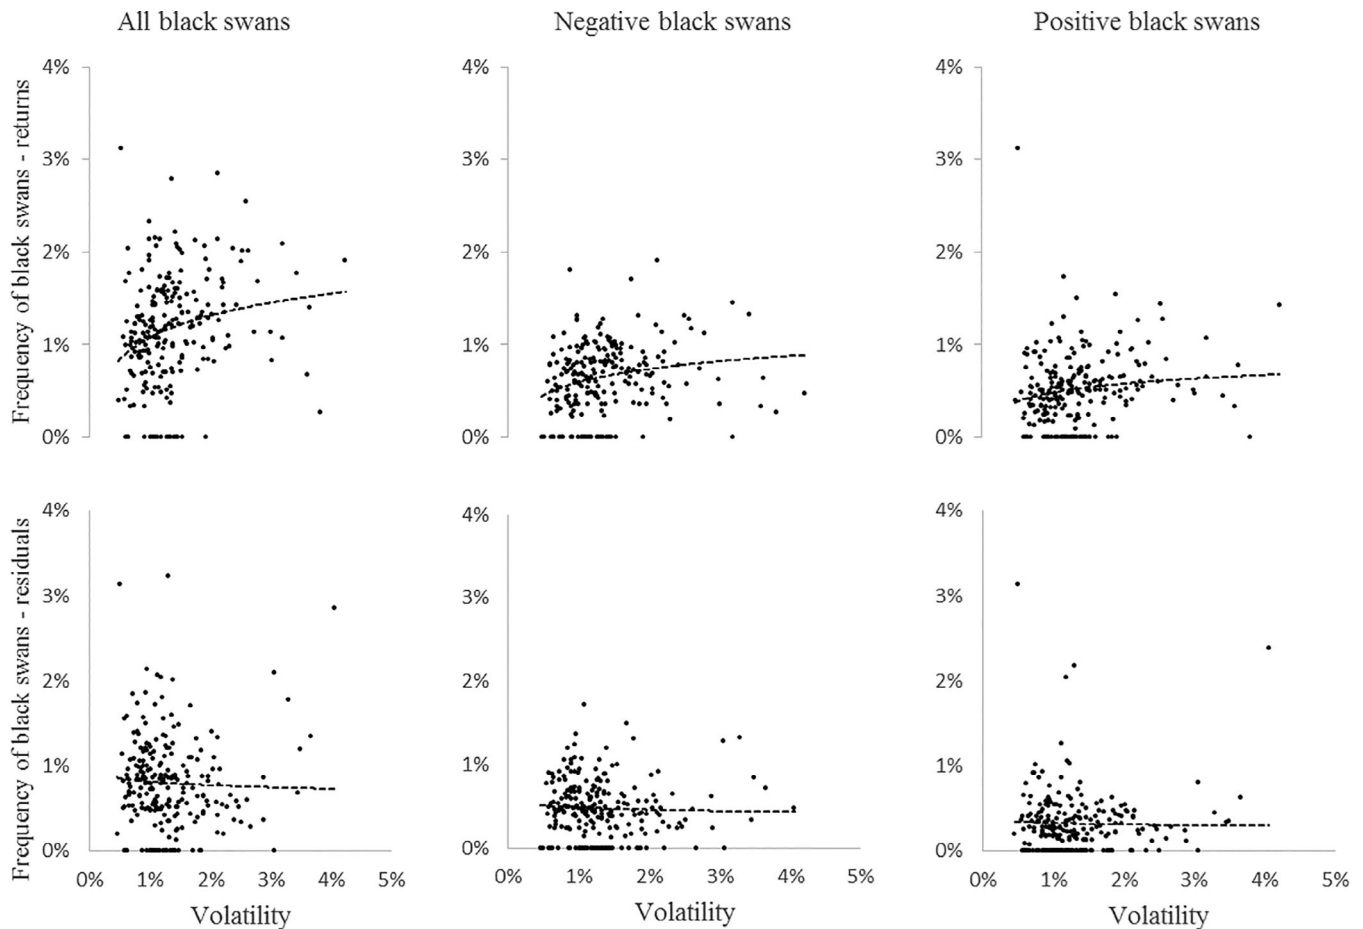 All black swans
Negative black swans
Positive black swans
Frequency of black swans - returns
4%
3%
2%
1%
0%
4%
3%
2%
1%
0%
4%
3%
2%
1%
0%
Frequency of black swans - residuals
4%
3%
2%
1%
0%
0% 1% 2% 3% 4% 5%
Volatility
4%
3%
2%
1%
0%
0% 1% 2% 3% 4% 5%
Volatility
4%
3%
2%
1%
0%
0% 1% 2% 3% 4% 5%
Volatility